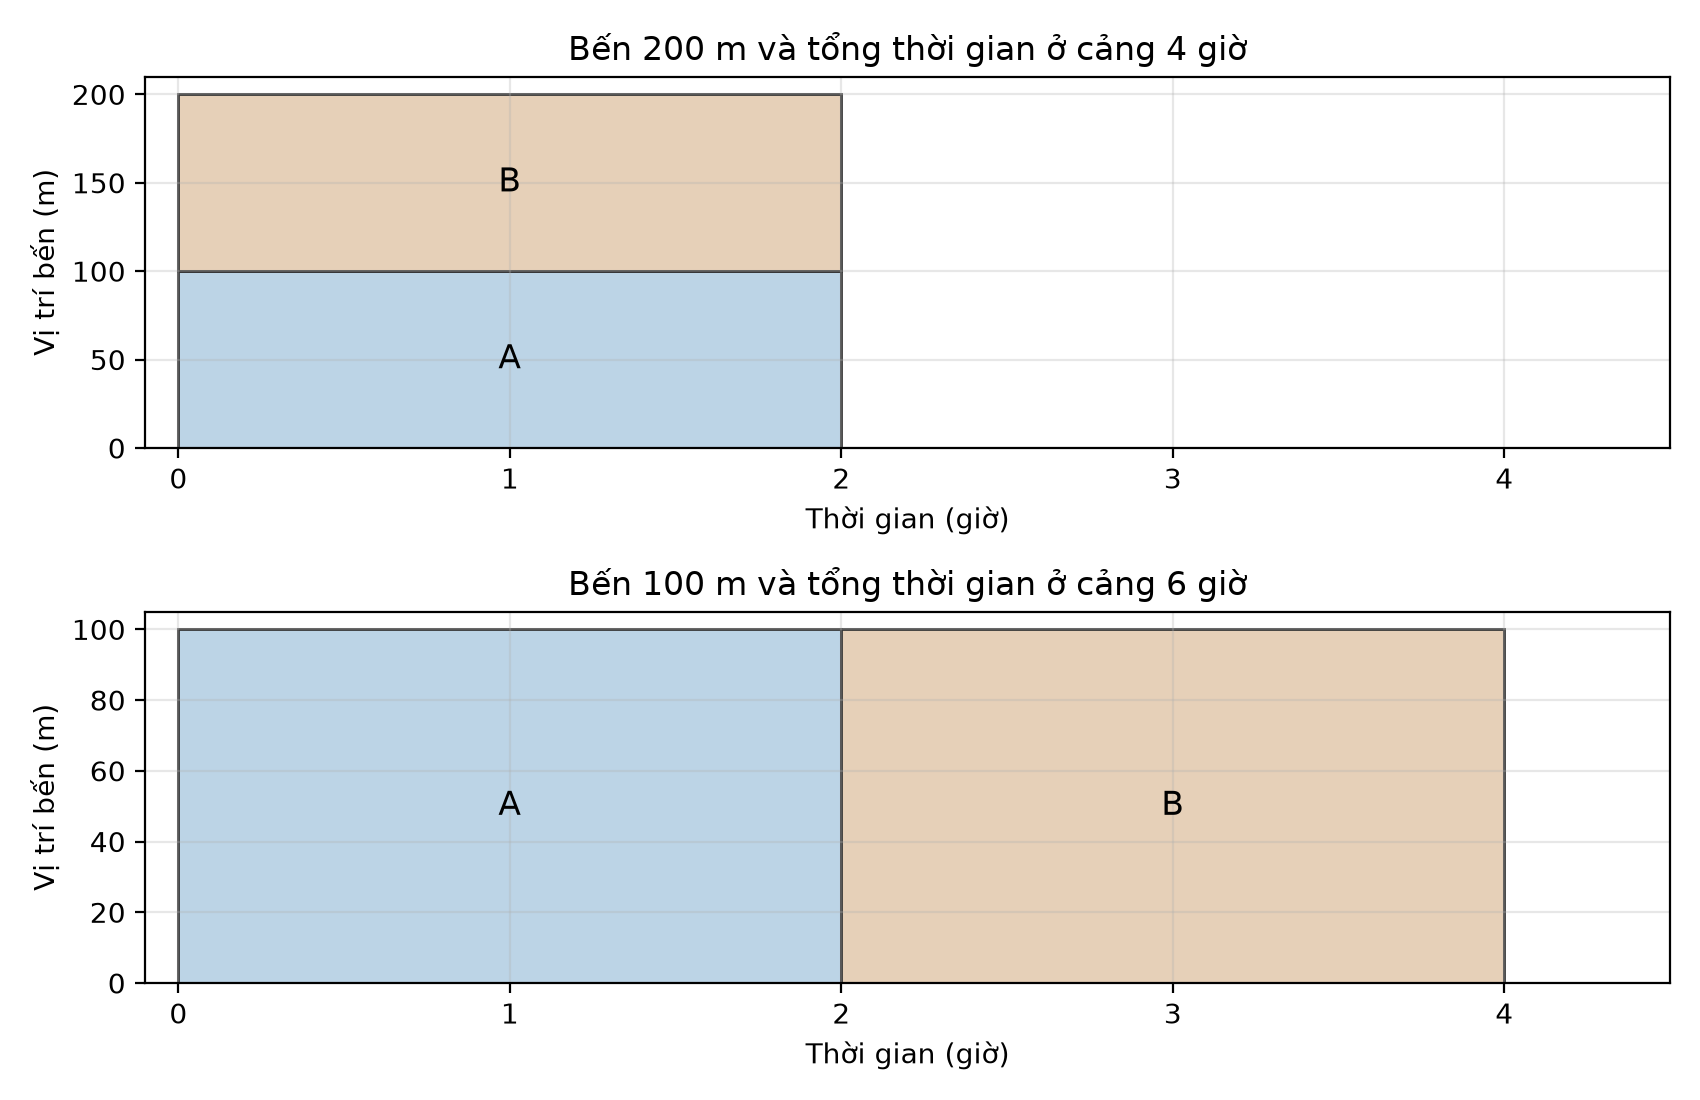 Bến 200 m và tổng thời gian ở cảng 4 giờ
Vị trí bến (m)
200
150
100
50
0
B
A
0 1 2 3 4
Thời gian (giờ)
Bến 100 m và tổng thời gian ở cảng 6 giờ
Vị trí bến (m)
100
80
60
40
20
0
A B
0 1 2 3 4
Thời gian (giờ)